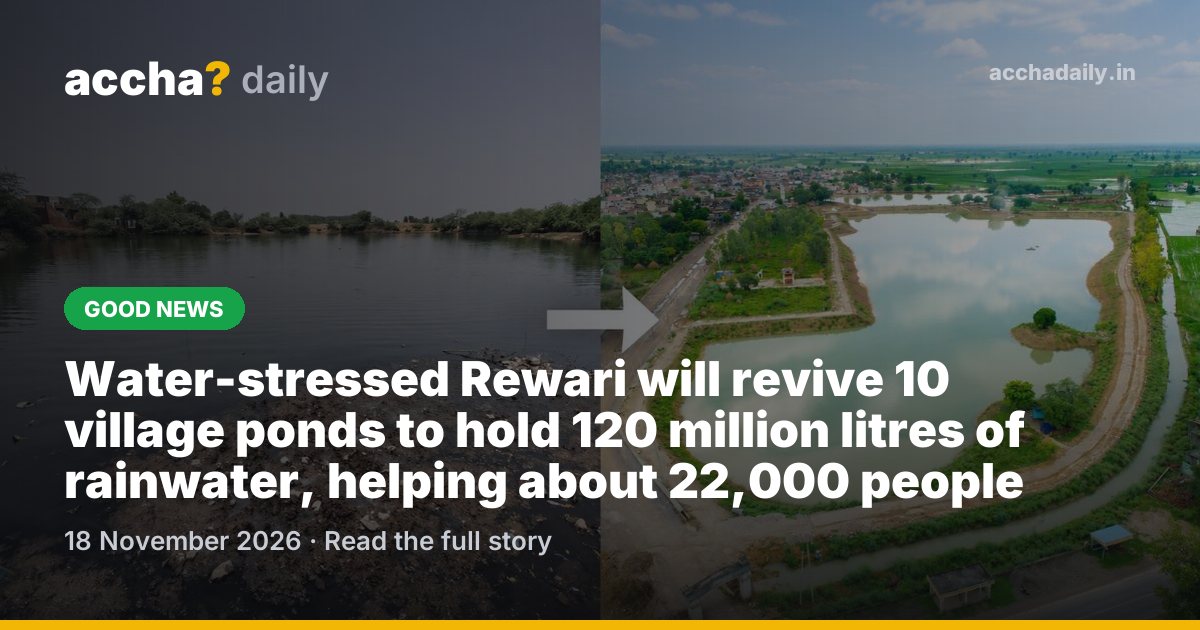 accha? daily
acchadaily.in
GOOD NEWS
Water-stressed Rewari will revive 10
village ponds to hold 120 million litres of
rainwater, helping about 22,000 people
18 November 2026 · Read the full story